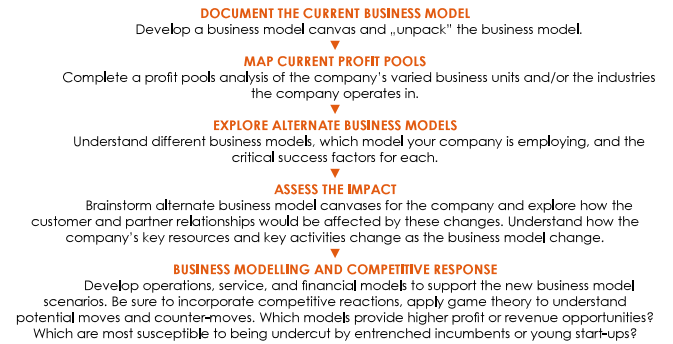 DOCUMENT THE CURRENT BUSINESS MODEL
Develop a business model canvas and „unpack” the business model.
MAP CURRENT PROFIT POOLS
Complete a profit pools analysis of the company’s varied business units and/or the industries
the company operates in.
EXPLORE ALTERNATE BUSINESS MODELS
Understand different business models, which model your company is employing, and the
critical success factors for each.
ASSESS THE IMPACT
Brainstorm alternate business model canvases for the company and explore how the
customer and partner relationships would be affected by these changes. Understand how the
company’s key resources and key activities change as the business model change.
BUSINESS MODELLING AND COMPETITIVE RESPONSE
Develop operations, service, and financial models to support the new business model
scenarios. Be sure to incorporate competitive reactions, apply game theory to understand
potential moves and counter-moves. Which models provide higher profit or revenue opportunities?
Which are most susceptible to being undercut by entrenched incumbents or young start-ups?